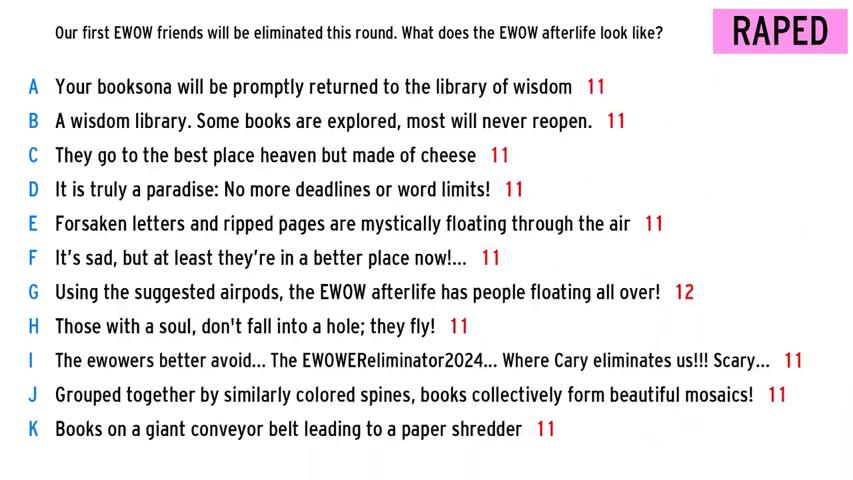 Our first EWOW friends will be eliminated this round. What does the EWOW afterlife look like?
RAPED
A Your booksona will be promptly returned to the library of wisdom 11
B A wisdom library. Some books are explored, most will never reopen. 11
C They go to the best place heaven but made of cheese 11
D It is truly a paradise: No more deadlines or word limits! 11
E Forsaken letters and ripped pages are mystically floating through the air 11
F It’s sad, but at least they’re in a better place now!... 11
G Using the suggested airpods, the EWOW afterlife has people floating all over! 12
H Those with a soul, don't fall into a hole; they fly! 11
I The ewowers better avoid... The EWOWEReliminator2024... Where Cary eliminates us!!! Scary... 11
J Grouped together by similarly colored spines, books collectively form beautiful mosaics! 11
K Books on a giant conveyor belt leading to a paper shredder 11